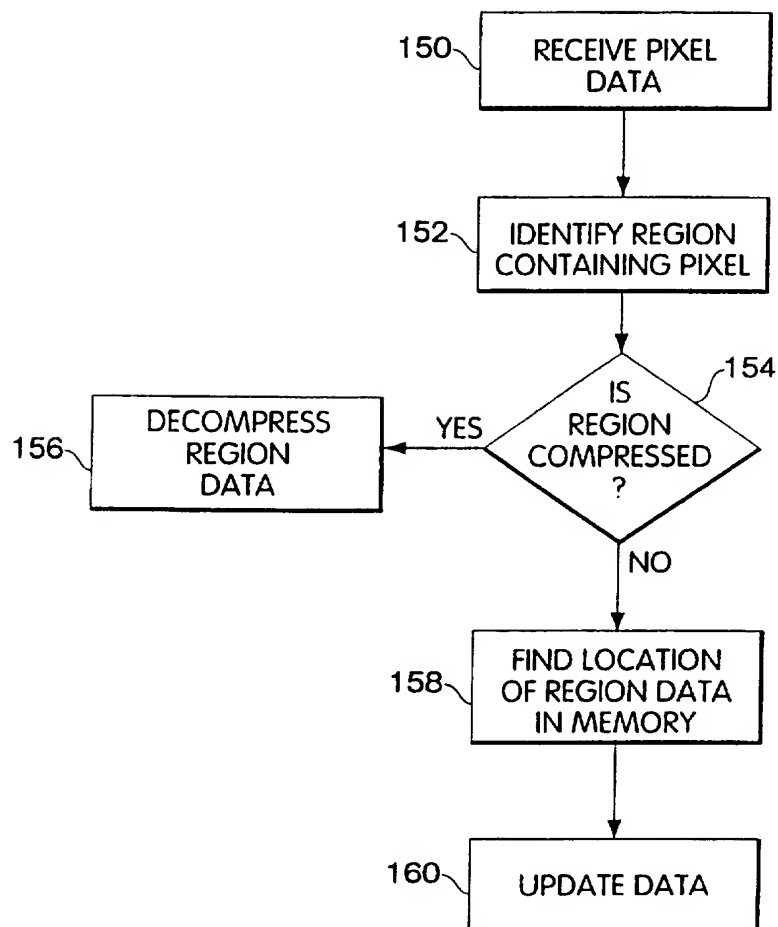 150
RECEIVE PIXEL
DATA
152
IDENTIFY REGION
CONTAINING PIXEL
154
IS
REGION
COMPRESSED
?
YES
156
DECOMPRESS
REGION
DATA
NO
158
FIND LOCATION
OF REGION DATA
IN MEMORY
160
UPDATE DATA